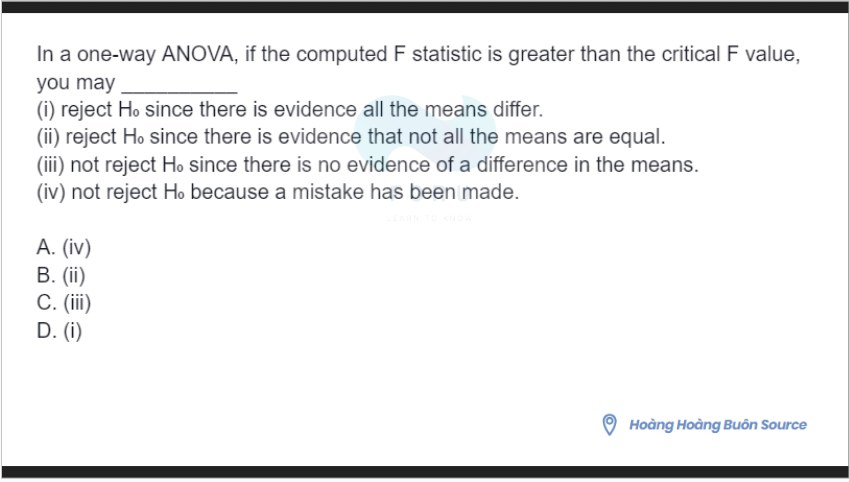 In a one-way ANOVA, if the computed F statistic is greater than the critical F value,
you may __________
(i) reject H₀ since there is evidence all the means differ.
(ii) reject H₀ since there is evidence that not all the means are equal.
(iii) not reject H₀ since there is no evidence of a difference in the means.
(iv) not reject H₀ because a mistake has been made.
A. (iv)
B. (ii)
C. (iii)
D. (i)
Hoàng Hoàng Buôn Source